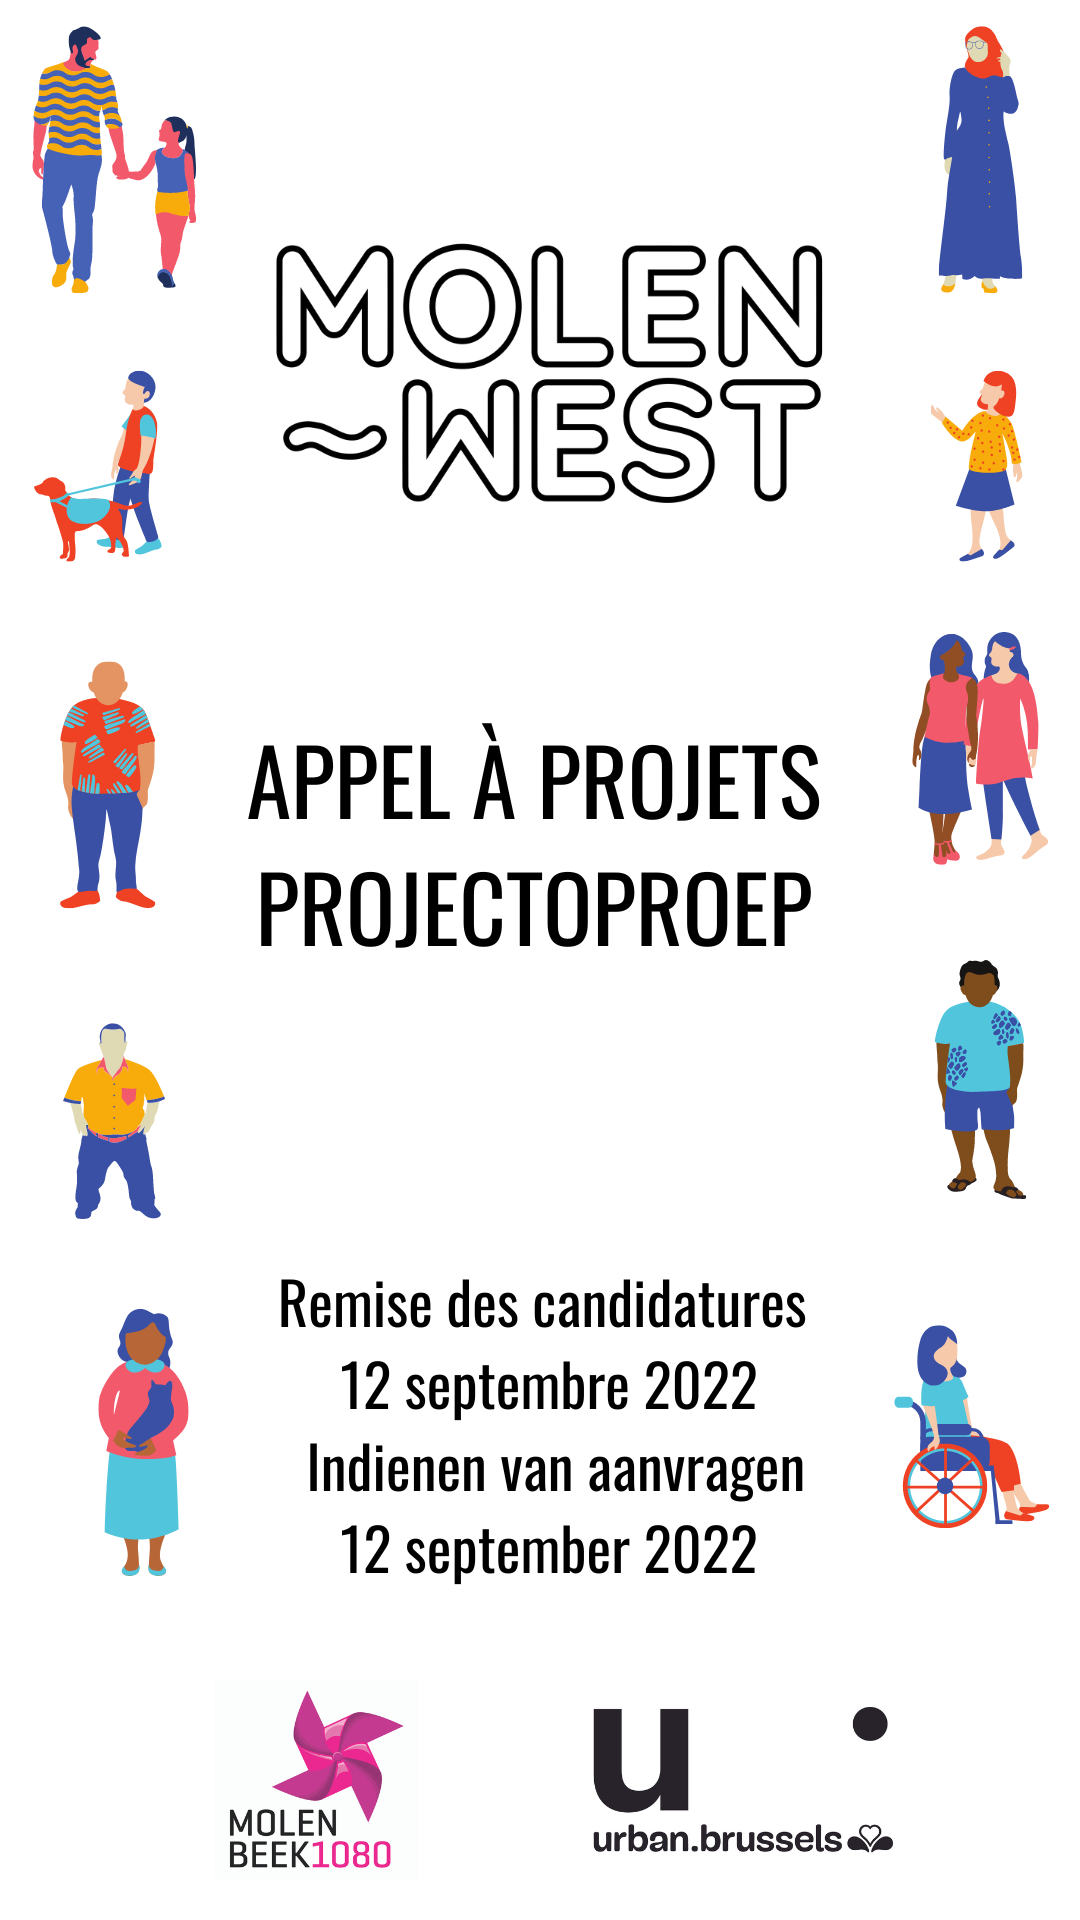 MOLEN
~WEST
APPEL À PROJETS
PROJECTOPROEP
Remise des candidatures
12 septembre 2022
Indienen van aanvragen
12 september 2022
MOLEN
BEEK1080
u
urban.brussels